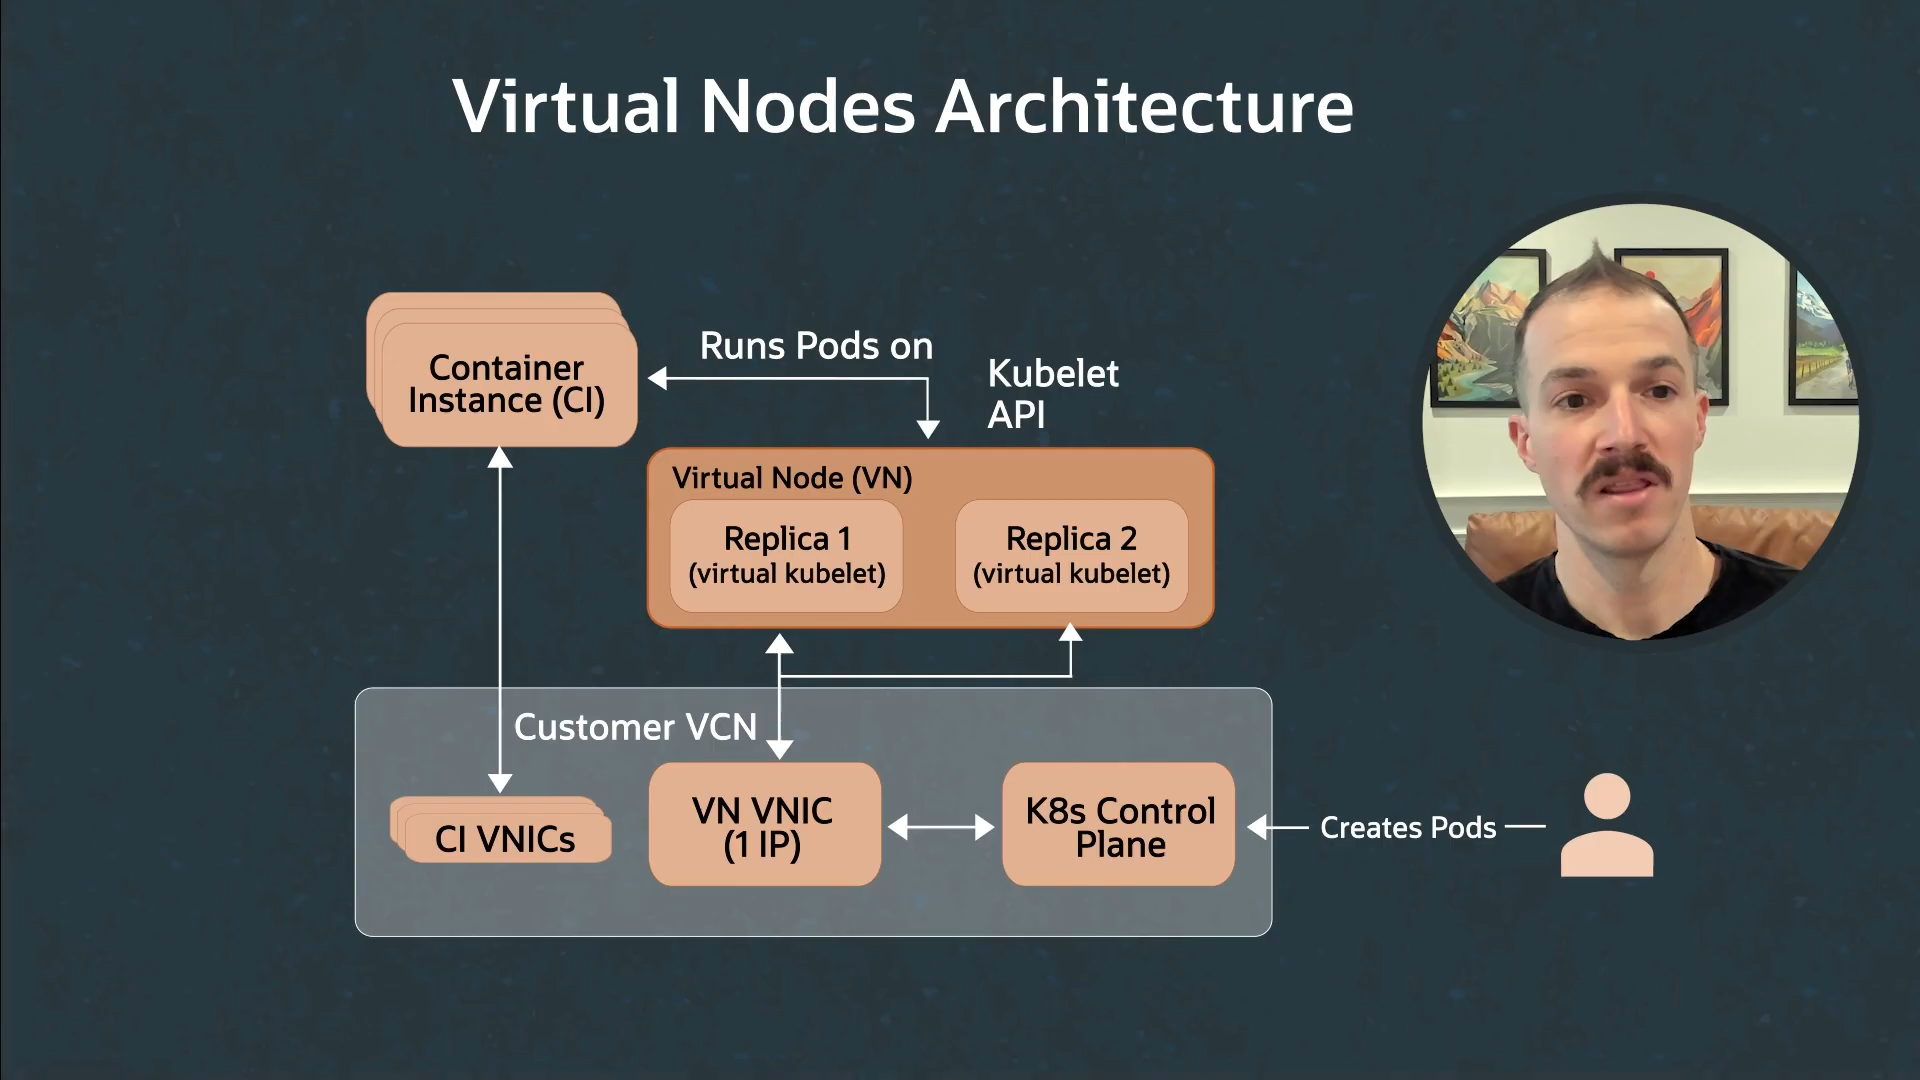 Virtual Nodes Architecture
Container
Instance (CI)
Runs Pods on
Kubelet
API
Virtual Node (VN)
Replica 1
(virtual kubelet)
Replica 2
(virtual kubelet)
Customer VCN
CI VNICs
VN VNIC
(1 IP)
K8s Control
Plane
Creates Pods